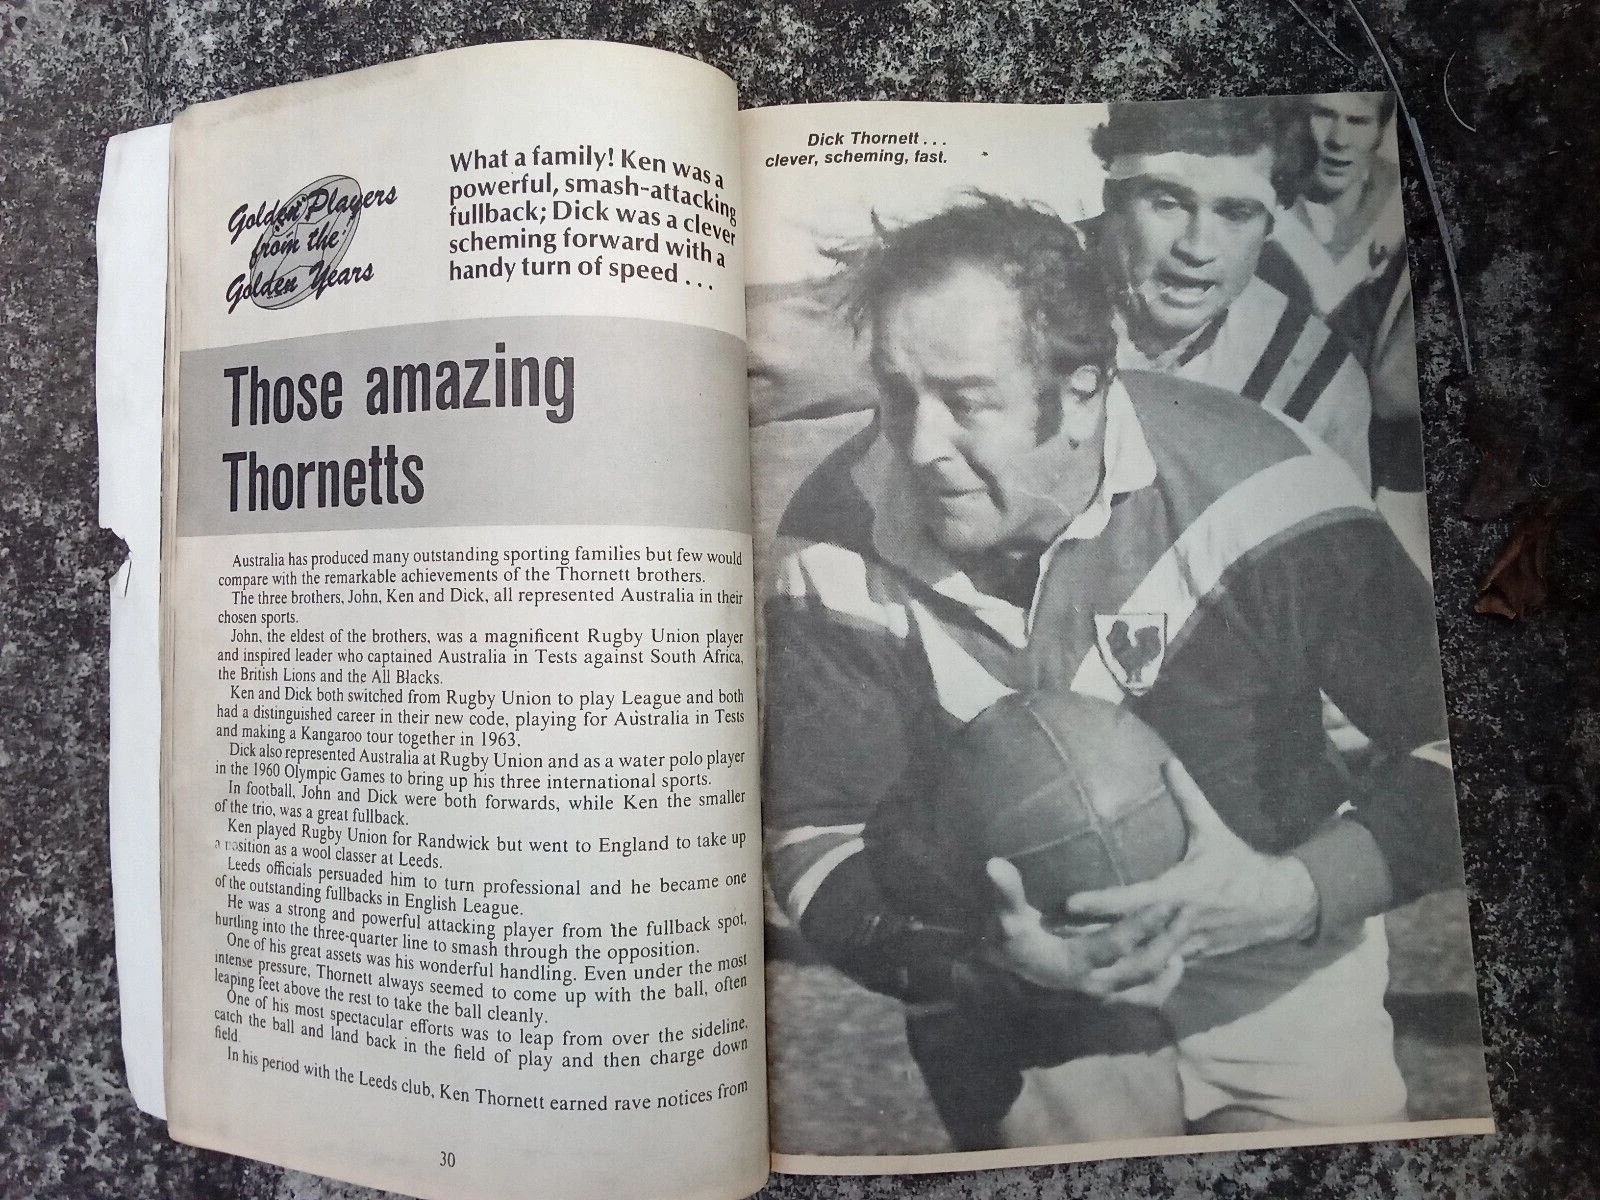 Golden Players
from the
Golden Years
What a family! Ken was a
powerful, smash-attacking
fullback; Dick was a clever
scheming forward with a
handy turn of speed . . .
Those amazing
Thornetts
Australia has produced many outstanding sporting families but few would
compare with the remarkable achievements of the Thornett brothers.
The three brothers, John, Ken and Dick, all represented Australia in their
chosen sports.
John, the eldest of the brothers, was a magnificent Rugby Union player
and inspired leader who captained Australia in Tests against South Africa,
the British Lions and the All Blacks.
Ken and Dick both switched from Rugby Union to play League and both
had a distinguished career in their new code, playing for Australia in Tests
and making a Kangaroo tour together in 1963.
Dick also represented Australia at Rugby Union and as a water polo player
in the 1960 Olympic Games to bring up his three international sports.
In football, John and Dick were both forwards, while Ken the smaller
of the trio, was a great fullback.
Ken played Rugby Union for Randwick but went to England to take up
a position as a wool classer at Leeds.
Leeds officials persuaded him to turn professional and he became one
of the outstanding fullbacks in English League.
He was a strong and powerful attacking player from the fullback spot,
hurtling into the three-quarter line to smash through the opposition.
One of his great assets was his wonderful handling. Even under the most
intense pressure, Thornett always seemed to come up with the ball, often
leaping feet above the rest to take the ball cleanly.
One of his most spectacular efforts was to leap from over the sideline,
catch the ball and land back in the field of play and then charge down
field.
In his period with the Leeds club, Ken Thornett earned rave notices from
30
Dick Thornett . . .
clever, scheming, fast.